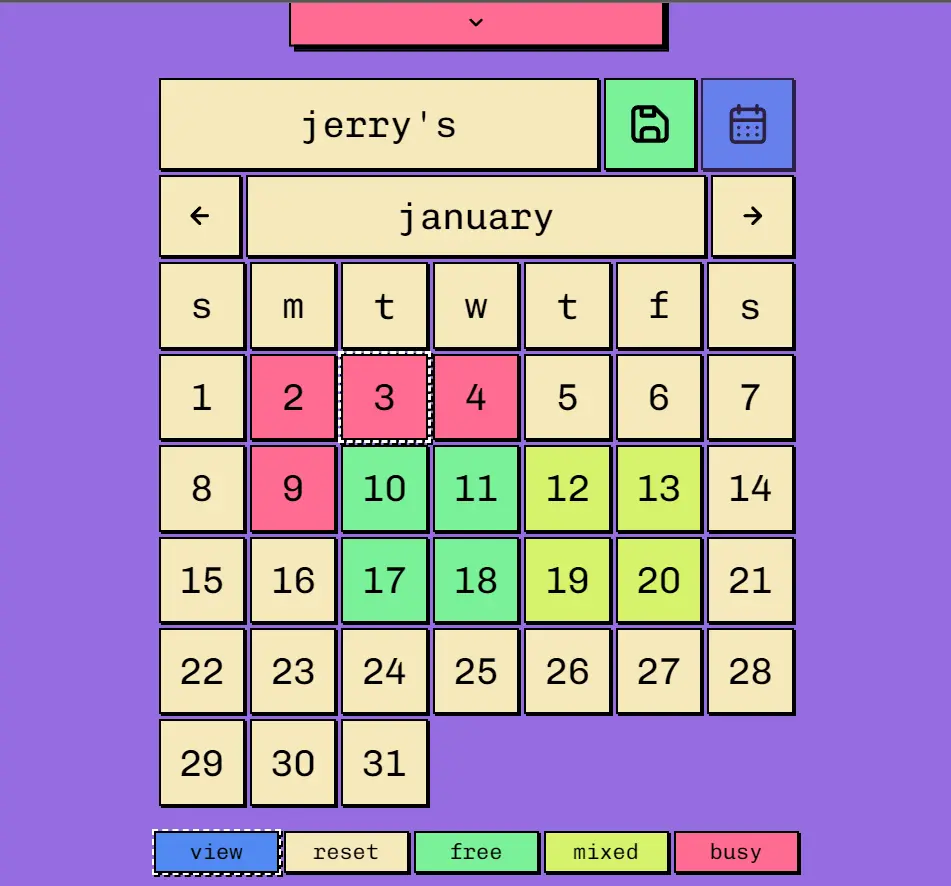 jerry's
january
s m t w t f s
1 2 3 4 5 6 7
8 9 10 11 12 13 14
15 16 17 18 19 20 21
22 23 24 25 26 27 28
29 30 31
view reset free mixed busy